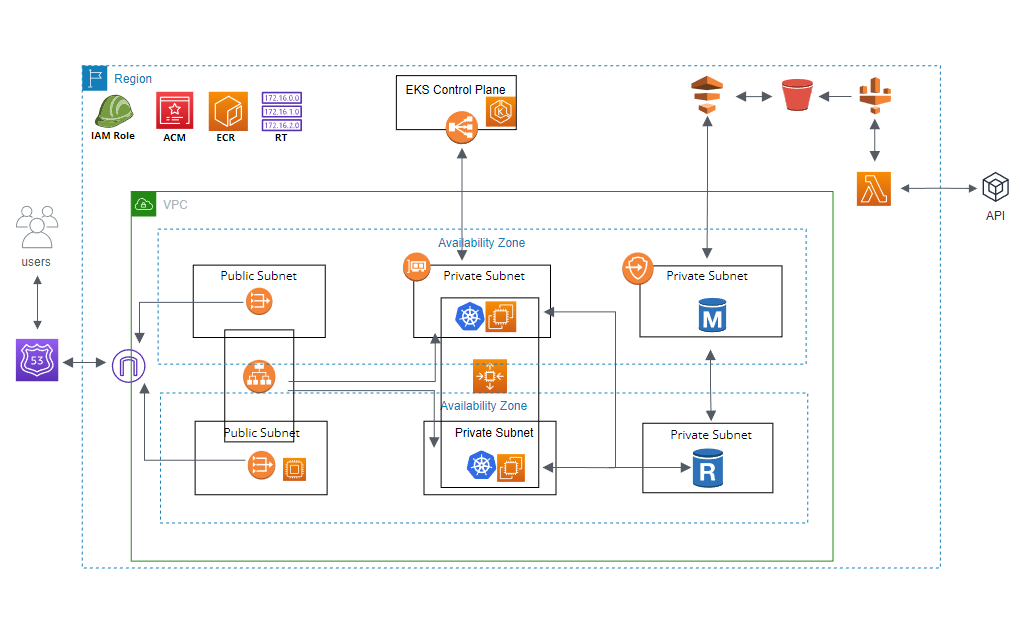 Region
EKS Control Plane
IAM Role
ACM
ECR
172.16.0.0
172.16.1.0
172.16.2.0
RT
K
API
VPC
users
Availability Zone
Public Subnet
Private Subnet
Private Subnet
M
53
Availability Zone
Public Subnet
Private Subnet
Private Subnet
R